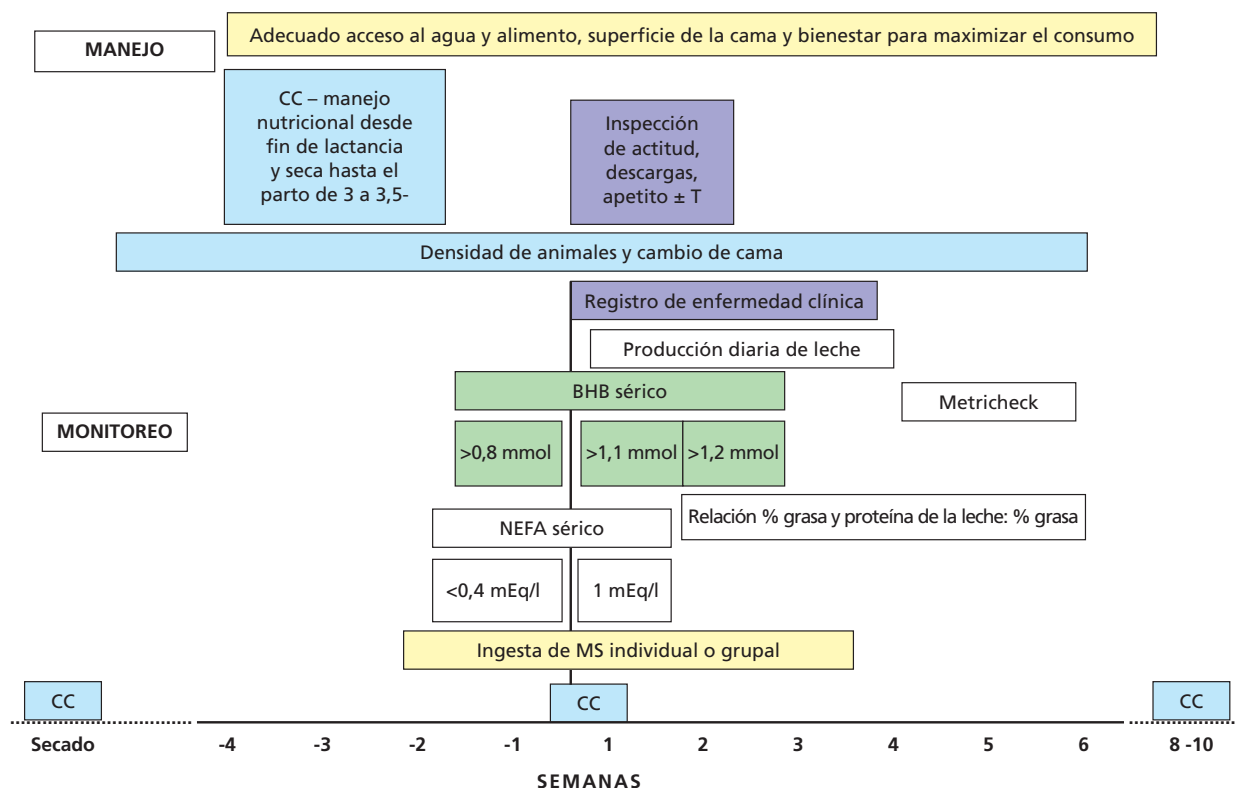 MANEJO
Adecuado acceso al agua y alimento, superficie de la cama y bienestar para maximizar el consumo
CC – manejo
nutricional desde
fin de lactancia
y seca hasta el
parto de 3 a 3,5-
Inspección
de actitud,
descargas,
apetito ± T
Densidad de animales y cambio de cama
Registro de enfermedad clínica
Producción diaria de leche
BHB sérico
Metricheck
MONITOREO
>0,8 mmol
>1,1 mmol
>1,2 mmol
Relación % grasa y proteína de la leche: % grasa
NEFA sérico
<0,4 mEq/l
1 mEq/l
Ingesta de MS individual o grupal
CC
CC
CC
Secado
-4
-3
-2
-1
1
2
3
4
5
6
8 -10
SEMANAS